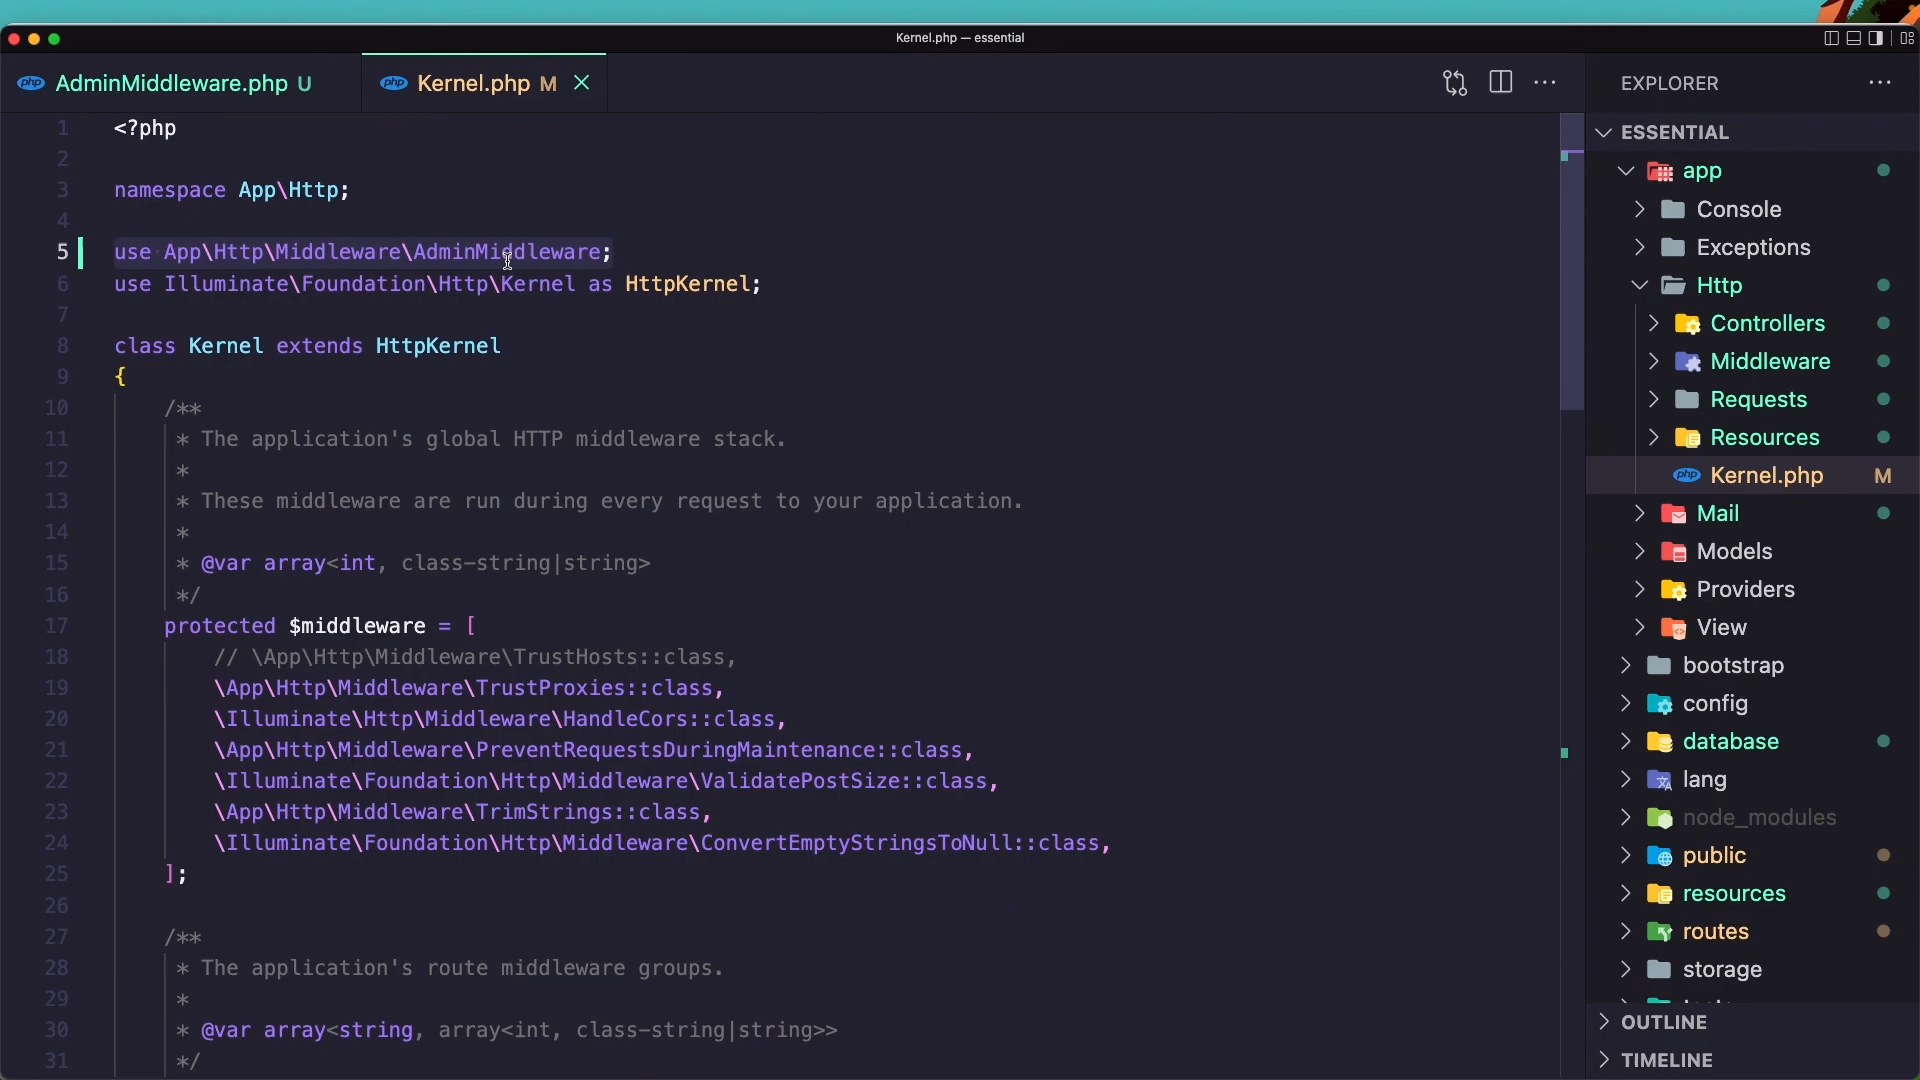 Kernel.php — essential
AdminMiddleware.php U
Kernel.php M
1 <?php
2
3 namespace App\Http;
4
5 use App\Http\Middleware\AdminMiddleware;
6 use Illuminate\Foundation\Http\Kernel as HttpKernel;
7
8 class Kernel extends HttpKernel
9 {
10 /**
11 * The application's global HTTP middleware stack.
12 *
13 * These middleware are run during every request to your application.
14 *
15 * @var array<int, class-string|string>
16 */
17 protected $middleware = [
18 // \App\Http\Middleware\TrustHosts::class,
19 \App\Http\Middleware\TrustProxies::class,
20 \Illuminate\Http\Middleware\HandleCors::class,
21 \App\Http\Middleware\PreventRequestsDuringMaintenance::class,
22 \Illuminate\Foundation\Http\Middleware\ValidatePostSize::class,
23 \App\Http\Middleware\TrimStrings::class,
24 \Illuminate\Foundation\Http\Middleware\ConvertEmptyStringsToNull::class,
25 ];
26
27 /**
28 * The application's route middleware groups.
29 *
30 * @var array<string, array<int, class-string|string>>
31 */
EXPLORER
ESSENTIAL
app
Console
Exceptions
Http
Controllers
Middleware
Requests
Resources
php Kernel.php M
Mail
Models
Providers
View
bootstrap
config
database
lang
node_modules
public
resources
routes
storage
OUTLINE
TIMELINE